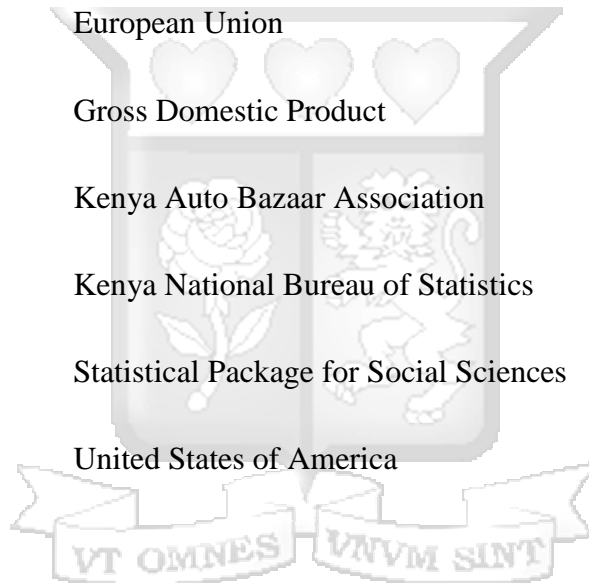 European Union
Gross Domestic Product
Kenya Auto Bazaar Association
Kenya National Bureau of Statistics
Statistical Package for Social Sciences
United States of America
VT OMNES VNVM SINT